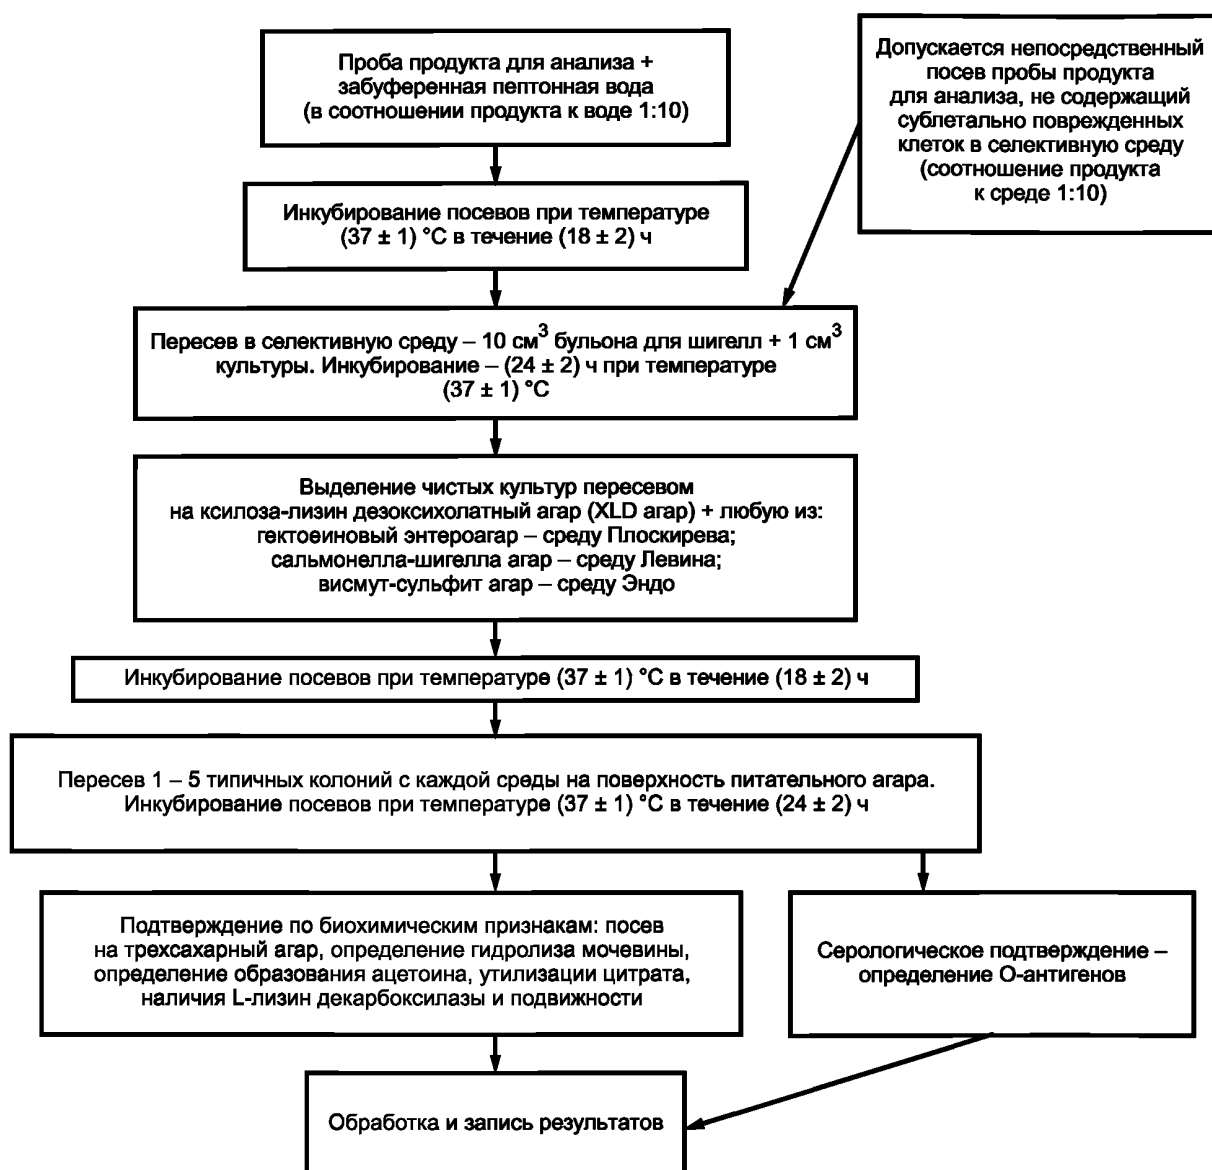 Проба продукта для анализа +
забуференная пептонная вода
(в соотношении продукта к воде 1:10)
Допускается непосредственный
посев пробы продукта
для анализа, не содержащий
сублетально поврежденных
клеток в селективную среду
(соотношение продукта
к среде 1:10)
Инкубирование посевов при температуре
(37 ± 1) °С в течение (18 ± 2) ч
Пересев в селективную среду – 10 см³ бульона для шигелл + 1 см³
культуры. Инкубирование – (24 ± 2) ч при температуре
(37 ± 1) °С
Выделение чистых культур пересевом
на ксилоза-лизин дезоксихолатный агар (XLD агар) + любую из:
гектоеиновый энтероагар – среду Плоскирева;
сальмонелла-шигелла агар – среду Левина;
висмут-сульфит агар – среду Эндо
Инкубирование посевов при температуре (37 ± 1) °С в течение (18 ± 2) ч
Пересев 1 – 5 типичных колоний с каждой среды на поверхность питательного агара.
Инкубирование посевов при температуре (37 ± 1) °С в течение (24 ± 2) ч
Подтверждение по биохимическим признакам: посев
на трехсахарный агар, определение гидролиза мочевины,
определение образования ацетоина, утилизации цитрата,
наличия L-лизин декарбоксилазы и подвижности
Серологическое подтверждение –
определение О-антигенов
Обработка и запись результатов